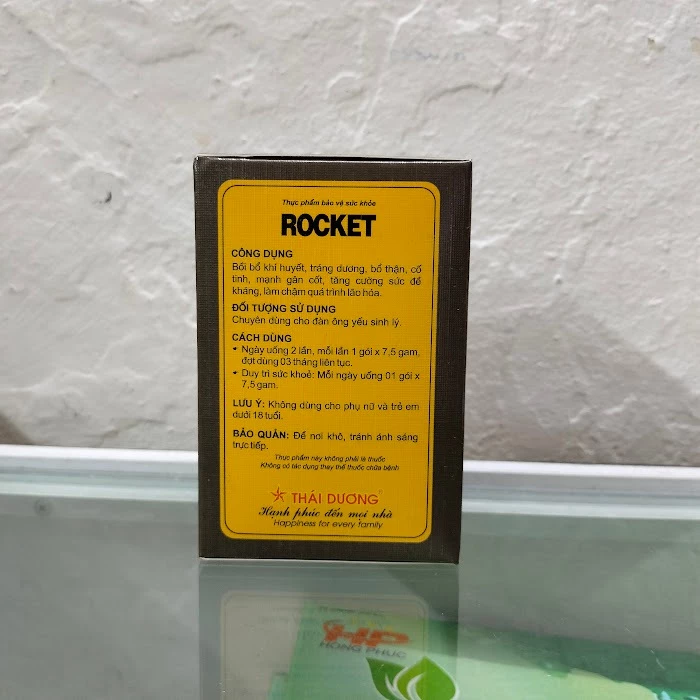 Thực phẩm bảo vệ sức khỏe
ROCKET
CÔNG DỤNG
Bồi bổ khí huyết, tráng dương, bổ thận, cố
tinh, mạnh gân cốt, tăng cường sức đề
kháng, làm chậm quá trình lão hóa.
ĐỐI TƯỢNG SỬ DỤNG
Chuyên dùng cho đàn ông yếu sinh lý.
CÁCH DÙNG
• Ngày uống 2 lần, mỗi lần 1 gói x 7,5 gam,
đợt dùng 03 tháng liên tục.
• Duy trì sức khoẻ: Mỗi ngày uống 01 gói x
7,5 gam.
LƯU Ý: Không dùng cho phụ nữ và trẻ em
dưới 18 tuổi.
BẢO QUẢN: Để nơi khô, tránh ánh sáng
trực tiếp.
Thực phẩm này không phải là thuốc
Không có tác dụng thay thế thuốc chữa bệnh
THÁI DƯƠNG®
Hạnh phúc đến mọi nhà
Happiness for every family
HP
HONG PHUC